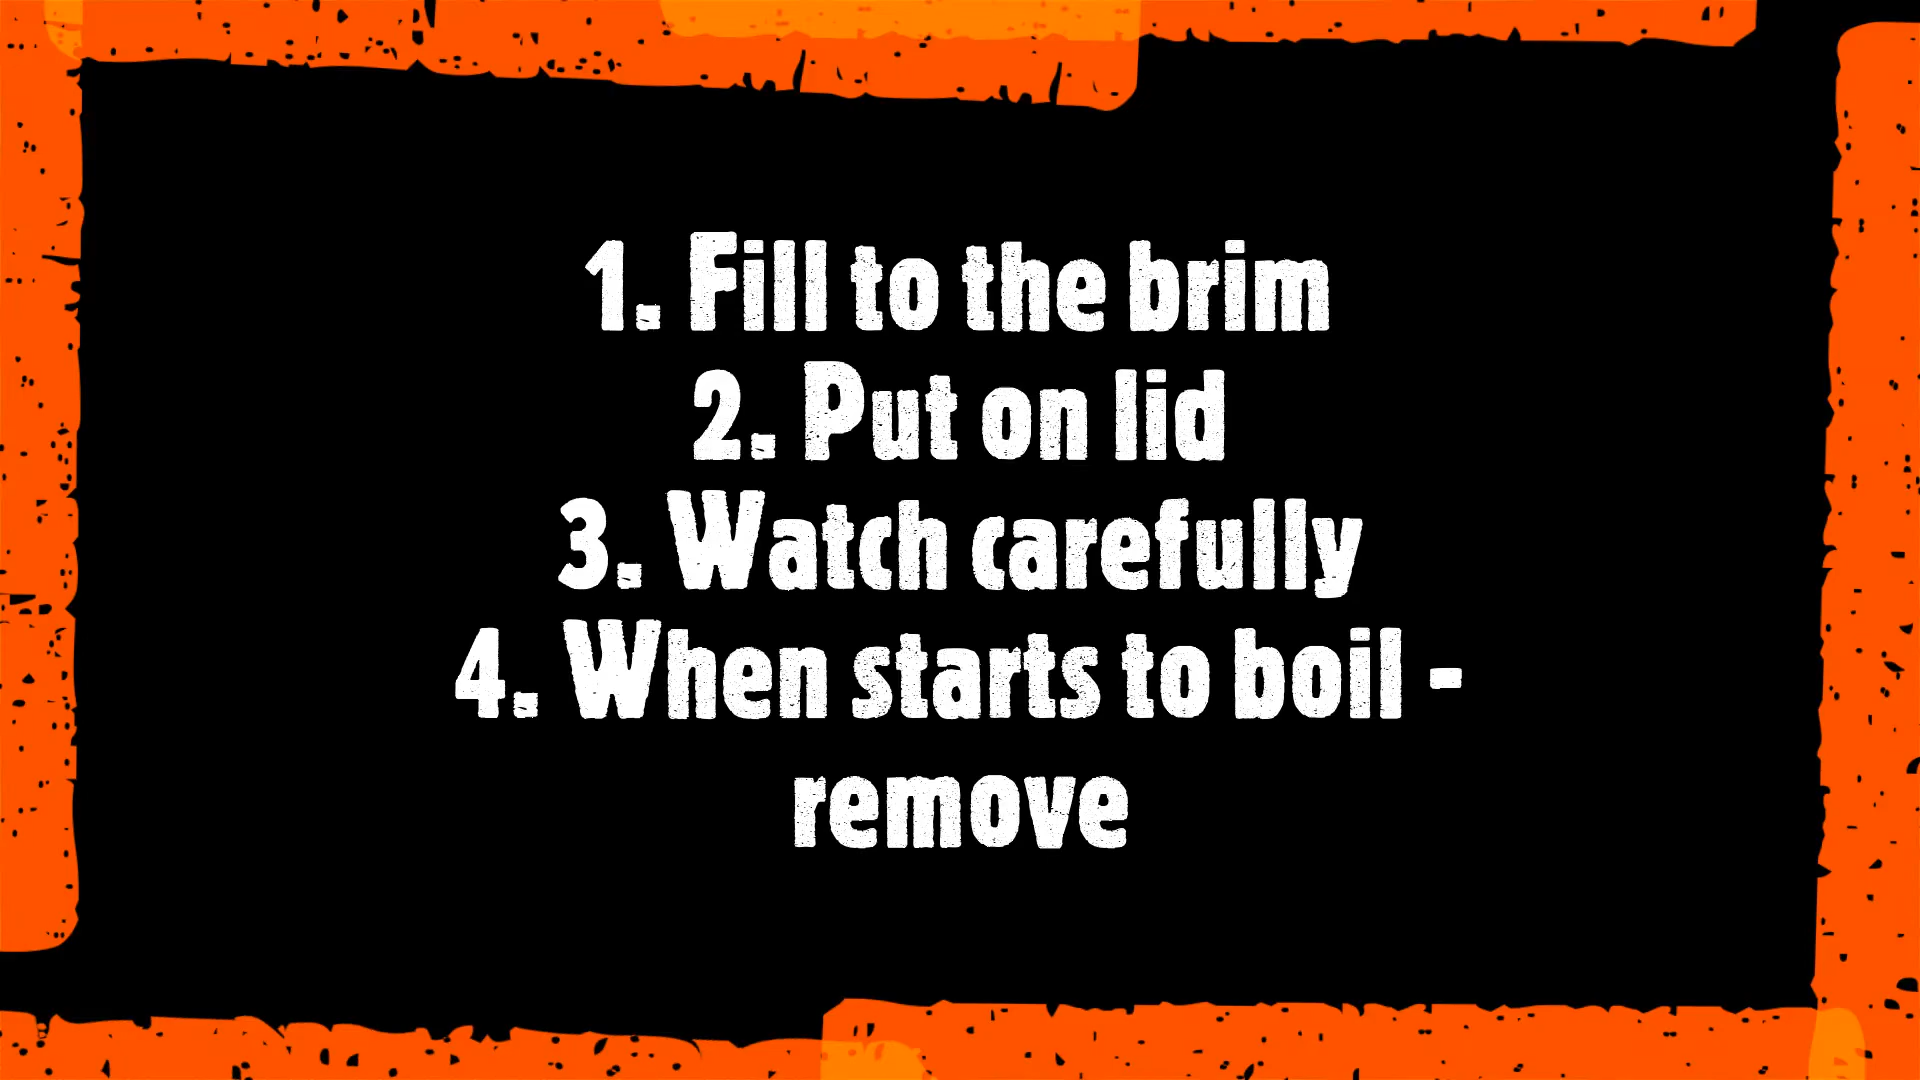 1. Fill to the brim
2. Put on lid
3. Watch carefully
4. When starts to boil -
remove